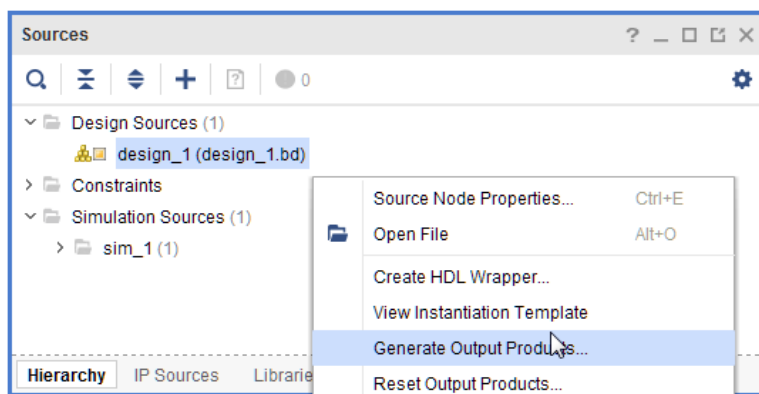 Sources
0
Design Sources (1)
design_1 (design_1.bd)
Constraints
Simulation Sources (1)
sim_1 (1)
Source Node Properties... Ctrl+E
Open File Alt+O
Create HDL Wrapper...
View Instantiation Template
Generate Output Products...
Reset Output Products...
Hierarchy IP Sources Librarie